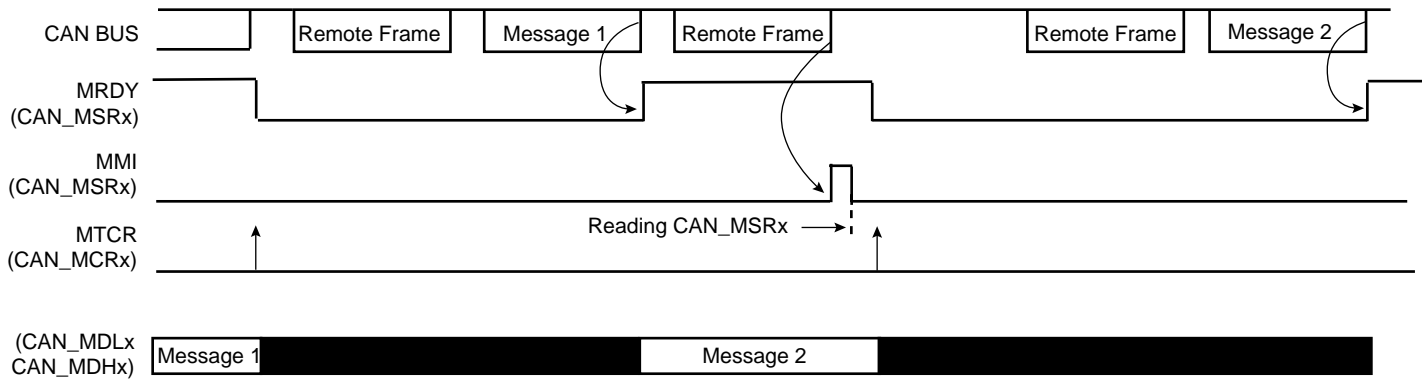 CAN BUS
Remote Frame
Message 1
Remote Frame
Remote Frame
Message 2
MRDY
(CAN_MSRx)
MMI
(CAN_MSRx)
Reading CAN_MSRx
MTCR
(CAN_MCRx)
(CAN_MDLx
CAN_MDHx)
Message 1
Message 2